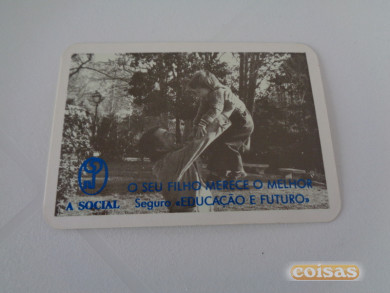 O SEU FILHO MERECE O MELHOR
A SOCIAL Seguro «EDUCAÇÃO E FUTURO»
coisas